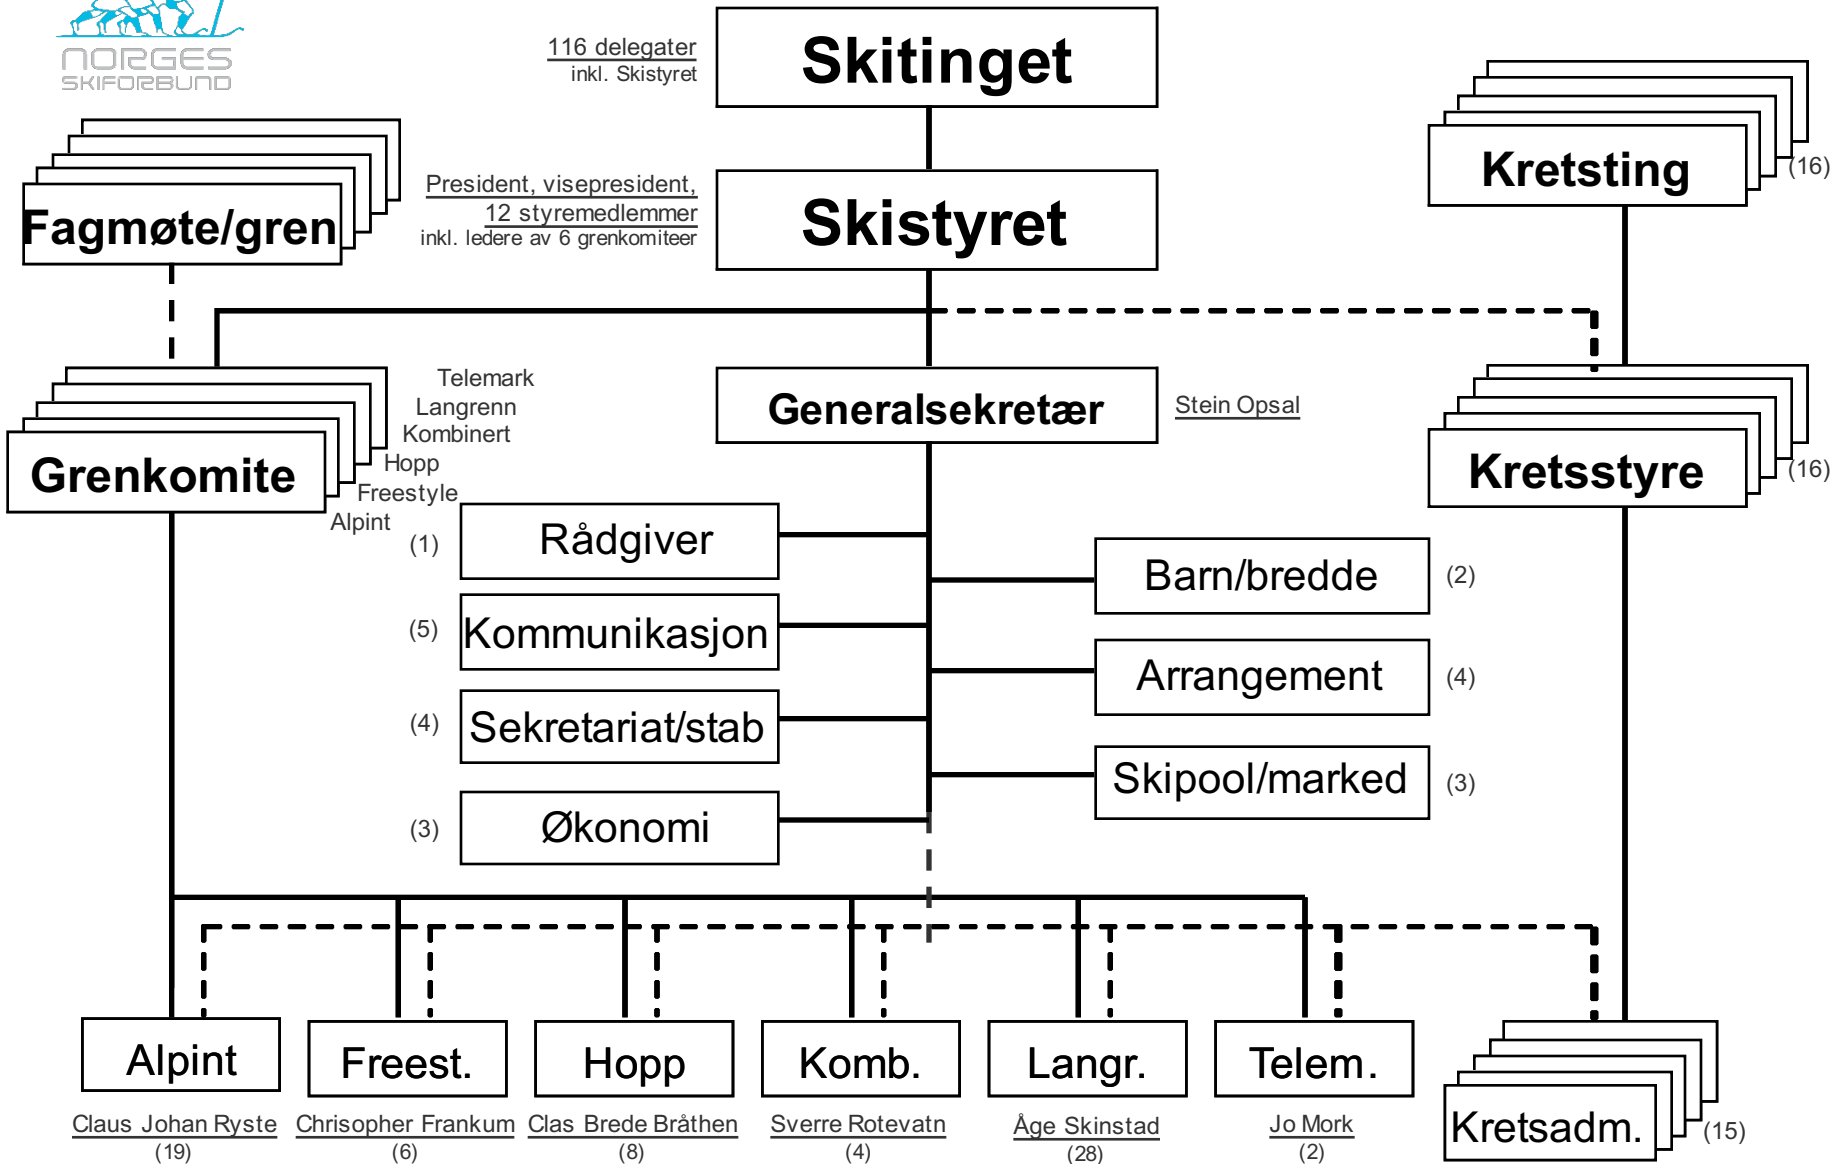 NORGES
SKIFORBUND
116 delegater
inkl. Skistyret
Skitinget
Kretsting
(16)
Fagmøte/gren
President, visepresident,
12 styremedlemmer
inkl. ledere av 6 grenkomiteer
Skistyret
Telemark
Langrenn
Kombinert
Hopp
Freestyle
Alpint
Grenkomite
Generalsekretær
Stein Opsal
Kretsstyre
(16)
(1)
Rådgiver
Barn/bredde
(2)
(5)
Kommunikasjon
Arrangement
(4)
(4)
Sekretariat/stab
Skipool/marked
(3)
(3)
Økonomi
Alpint
Claus Johan Ryste
(19)
Freest.
Chrisopher Frankum
(6)
Hopp
Clas Brede Bråthen
(8)
Komb.
Sverre Rotevatn
(4)
Langr.
Åge Skinstad
(28)
Telem.
Jo Mork
(2)
Kretsadm.
(15)